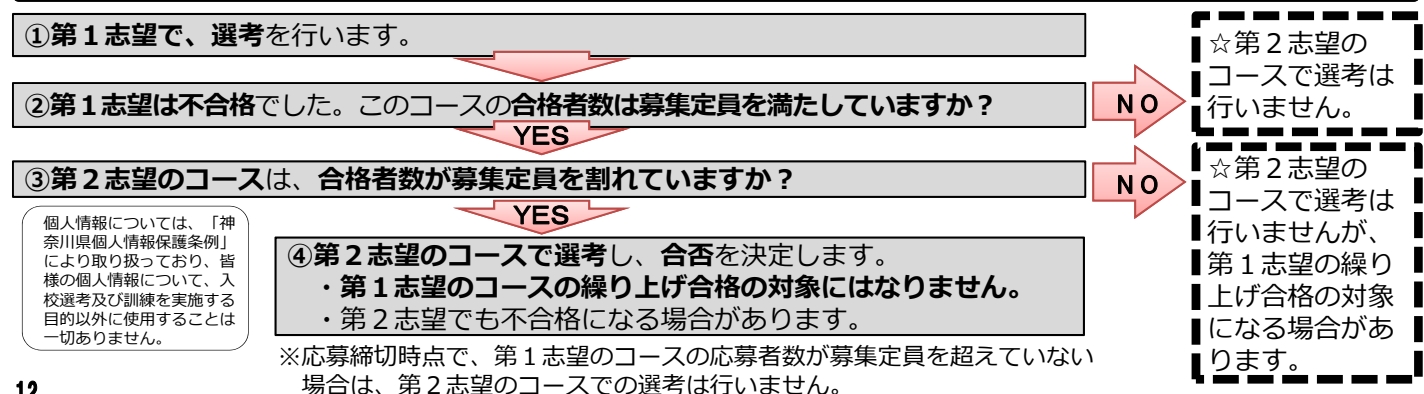 ①第１志望で、選考を行います。
②第１志望は不合格でした。このコースの合格者数は募集定員を満たしていますか？
NO
☆第２志望の
コースで選考は
行いません。
YES
③第２志望のコースは、合格者数が募集定員を割れていますか？
NO
☆第２志望の
コースで選考は
行いませんが、
第１志望の繰り
上げ合格の対象
になる場合があ
ります。
YES
④第２志望のコースで選考し、合否を決定します。
・第１志望のコースの繰り上げ合格の対象にはなりません。
・第２志望でも不合格になる場合があります。
個人情報については、「神
奈川県個人情報保護条例」
により取り扱っており、皆
様の個人情報について、入
校選考及び訓練を実施する
目的以外に使用することは
一切ありません。
※応募締切時点で、第１志望のコースの応募者数が募集定員を超えていない
場合は、第２志望のコースでの選考は行いません。
12